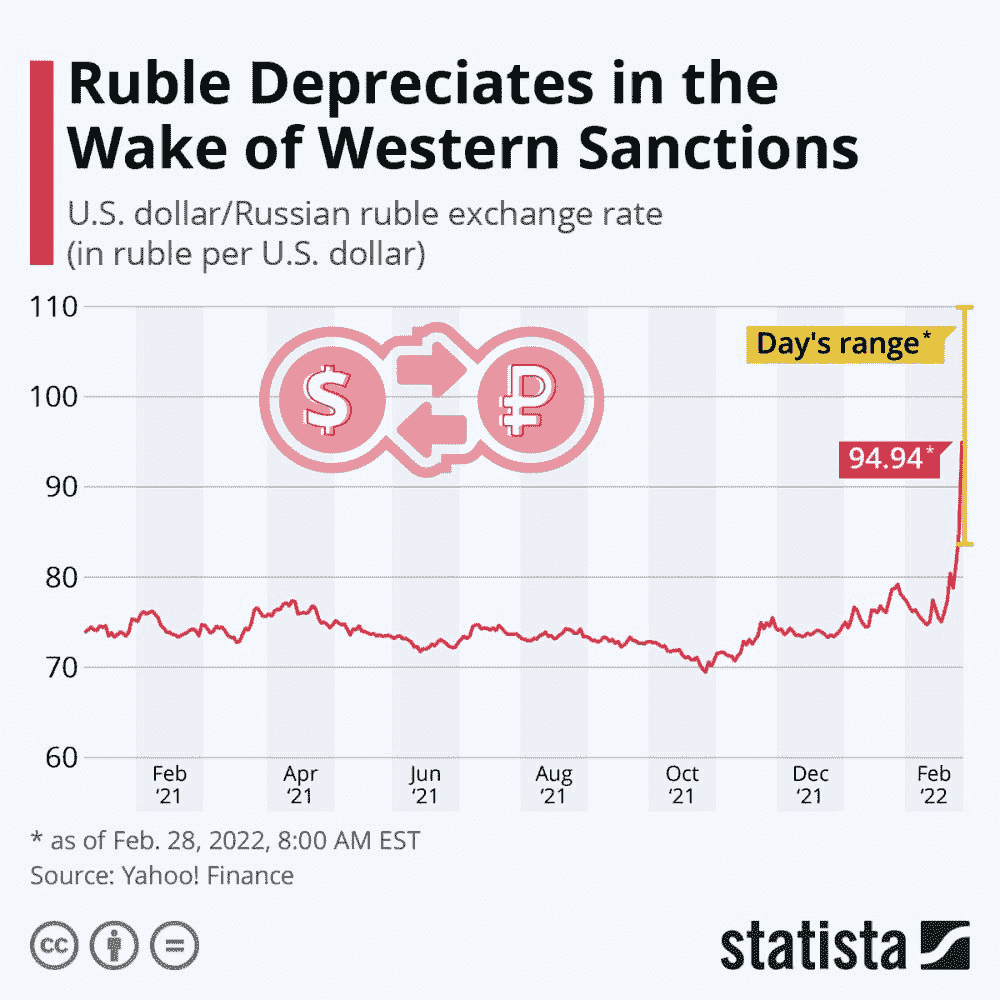 Ruble Depreciates in the
Wake of Western Sanctions
U.S. dollar/Russian ruble exchange rate
(in ruble per U.S. dollar)
110
100
90
80
70
60
$
₽
Day's range*
94.94*
Feb
‘21
Apr
‘21
Jun
‘21
Aug
‘21
Oct
‘21
Dec
‘21
Feb
‘22
* as of Feb. 28, 2022, 8:00 AM EST
Source: Yahoo! Finance
cc
=
statista